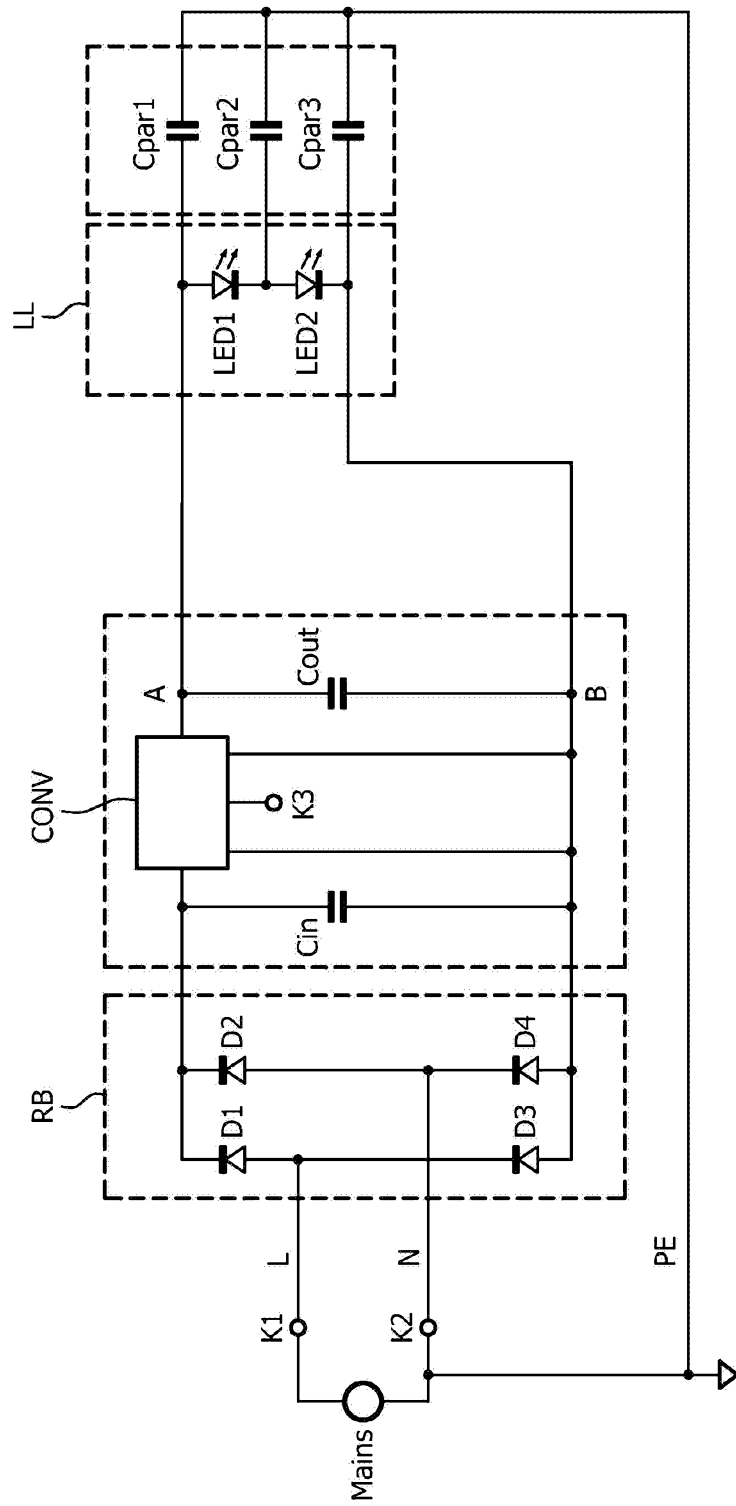 Mains
K1
K2
L
N
PE
RB
D1
D2
D3
D4
CONV
Cin
K3
A
Cout
B
LL
LED1
LED2
Cpar1
Cpar2
Cpar3